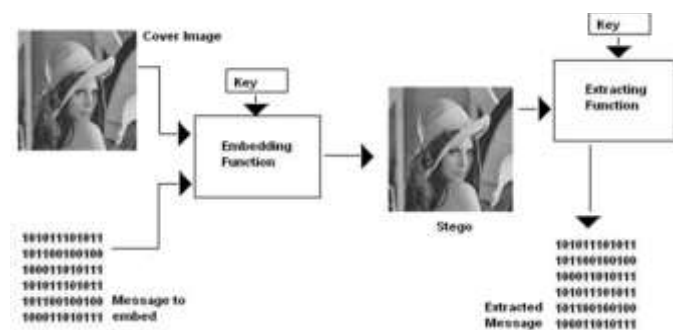 Cover Image
Key
Embedding
Function
101011101011
101100100100
100011010111
101011101011
101100100100
100011010111
Message to
embed
Stego
Key
Extracting
Function
101011101011
101100100100
100011010111
101011101011
101100100100
100011010111
Extracted
Message